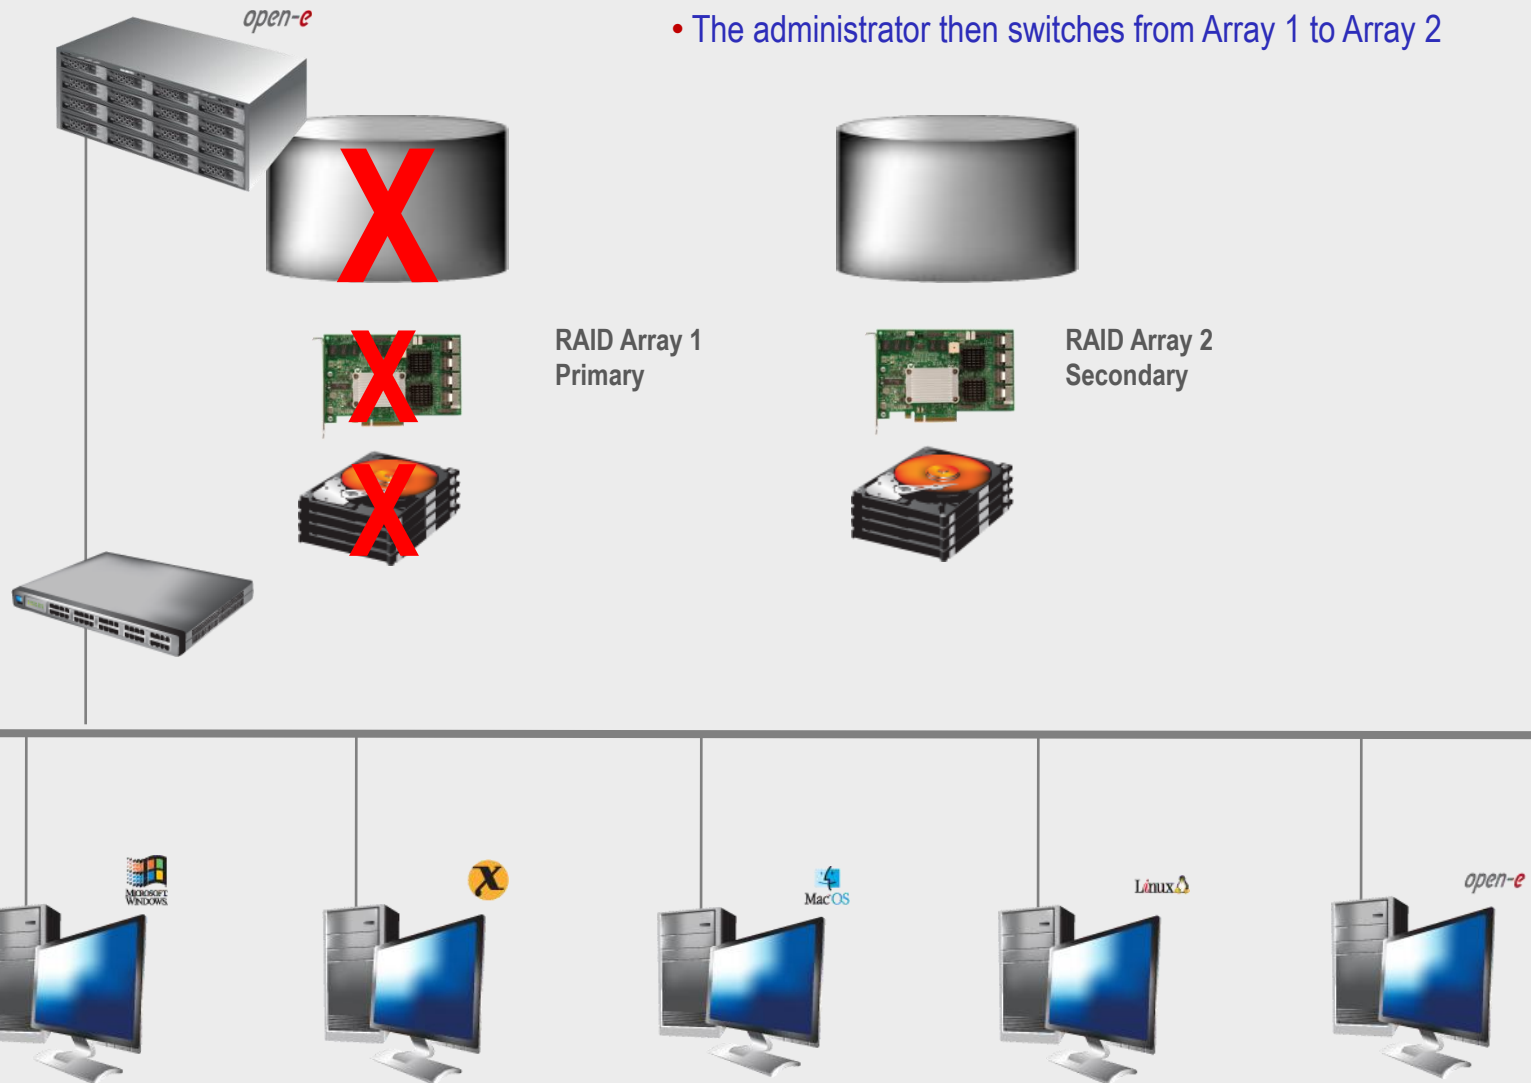 open-e
• The administrator then switches from Array 1 to Array 2
X
X
RAID Array 1
Primary
RAID Array 2
Secondary
X
MICROSOFT
WINDOWS.
X
Mac OS
Linux
open-e